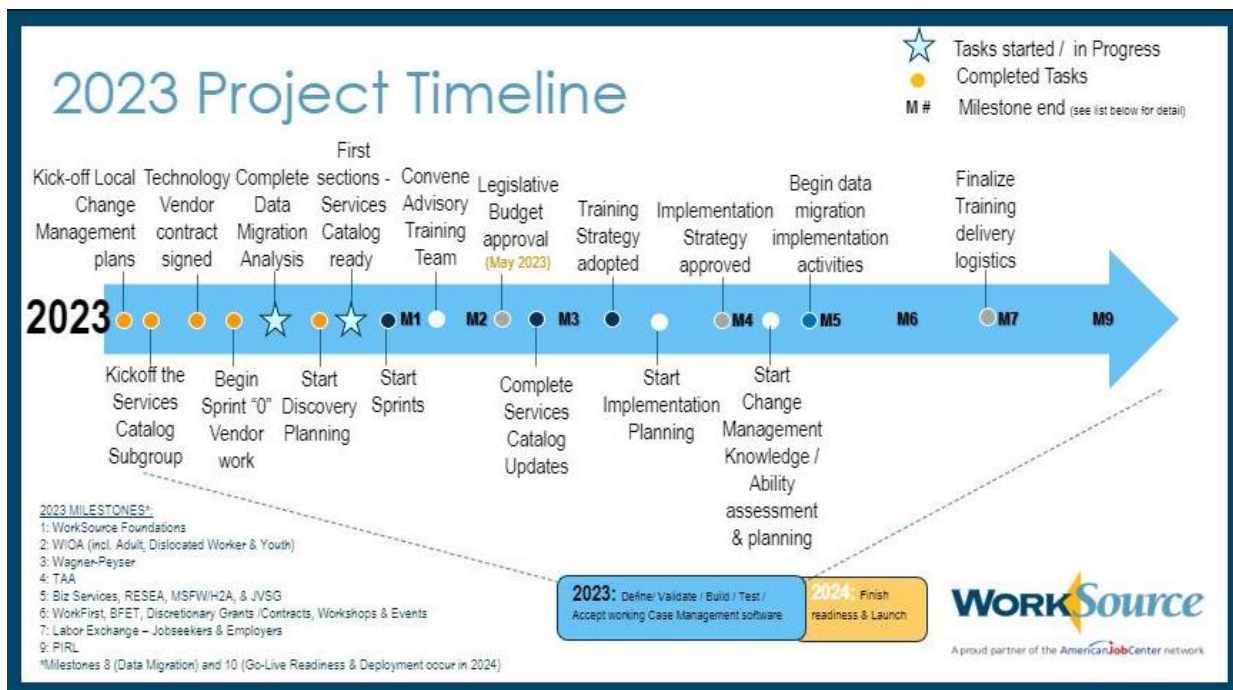 Tasks started / in Progress
Completed Tasks
M # Milestone end (see list below for detail)
2023 Project Timeline
Kick-off Local
Change
Management
plans
Technology
Vendor
contract
signed
Complete
Data
Migration
Analysis
First
sections -
Services
Catalog
ready
Convene
Advisory
Training
Team
Legislative
Budget
approval
(May 2023)
Training
Strategy
adopted
Implementation
Strategy
approved
Begin data
migration
implementation
activities
Finalize
Training
delivery
logistics
2023 M1 M2 M3 M4 M5 M6 M7 M9
Kickoff the
Services
Catalog
Subgroup
Begin
Sprint “0”
Vendor
work
Start
Discovery
Planning
Start
Sprints
Complete
Services
Catalog
Updates
Start
Implementation
Planning
Start
Change
Management
Knowledge /
Ability
assessment
& planning
2023 MILESTONES*:
1: WorkSource Foundations
2: WIOA (incl. Adult, Dislocated Worker & Youth)
3: Wagner-Peyser
4: TAA
5: Biz Services, RESEA, MSFW/H2A, & JVSG
6: WorkFirst, BFET, Discretionary Grants /Contracts, Workshops & Events
7: Labor Exchange – Jobseekers & Employers
9: PIRL
*Milestones 8 (Data Migration) and 10 (Go-Live Readiness & Deployment occur in 2024)
2023: Define/ Validate / Build / Test /
Accept working Case Management software
2024: Finish
readiness & Launch
WORKSource
A proud partner of the AmericanJobCenter network